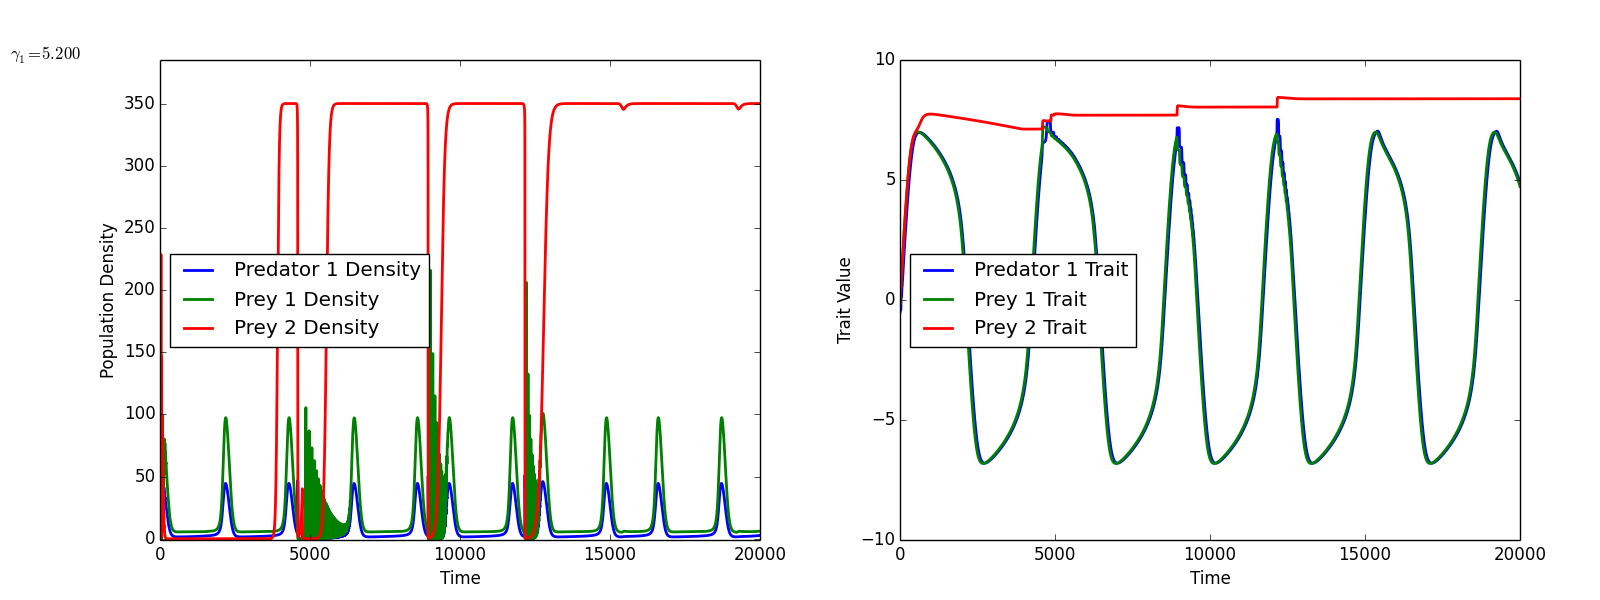 γ₁=5.200
350
300
250
200
150
100
50
0
Population Density
Predator 1 Density
Prey 1 Density
Prey 2 Density
0 5000 10000 15000 20000
Time
10
5
0
−5
−10
Trait Value
Predator 1 Trait
Prey 1 Trait
Prey 2 Trait
0 5000 10000 15000 20000
Time